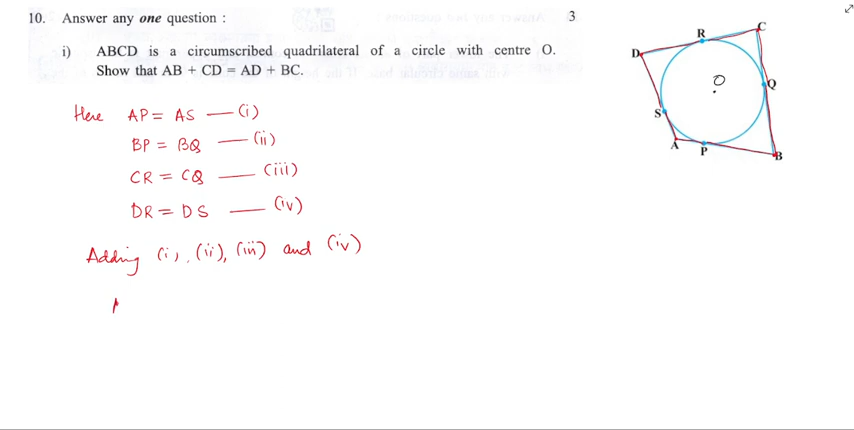 10. Answer any one question : 3
i) ABCD is a circumscribed quadrilateral of a circle with centre O.
Show that AB + CD = AD + BC.
Here AP = AS — (i)
BP = BQ — (ii)
CR = CQ — (iii)
DR = DS — (iv)
Adding (i), (ii), (iii) and (iv)
A
R
C
D
O
Q
S
A
P
B